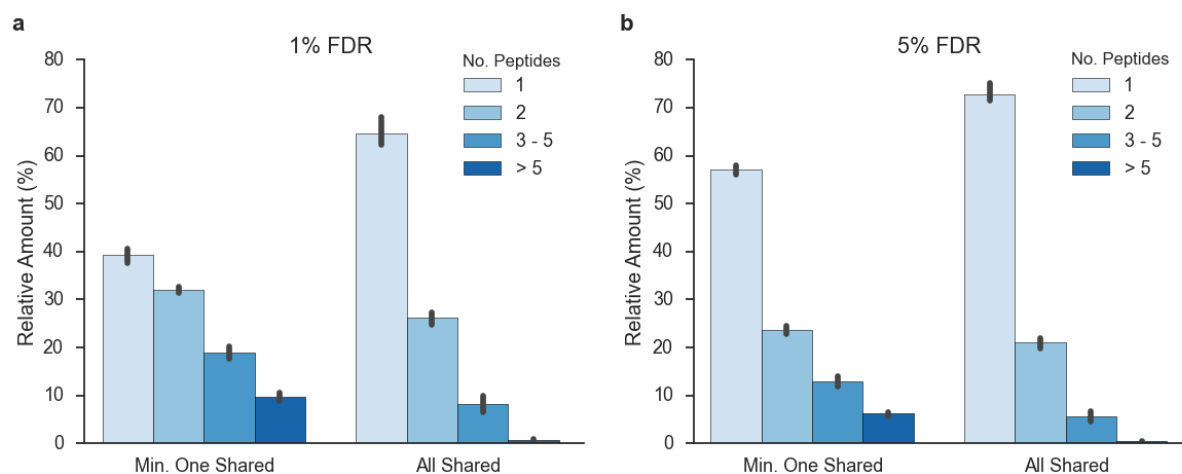 a
1% FDR
Relative Amount (%)
80
70
60
50
40
30
20
10
0
No. Peptides
1
2
3 - 5
> 5
Min. One Shared
All Shared
b
5% FDR
Relative Amount (%)
80
70
60
50
40
30
20
10
0
No. Peptides
1
2
3 - 5
> 5
Min. One Shared
All Shared